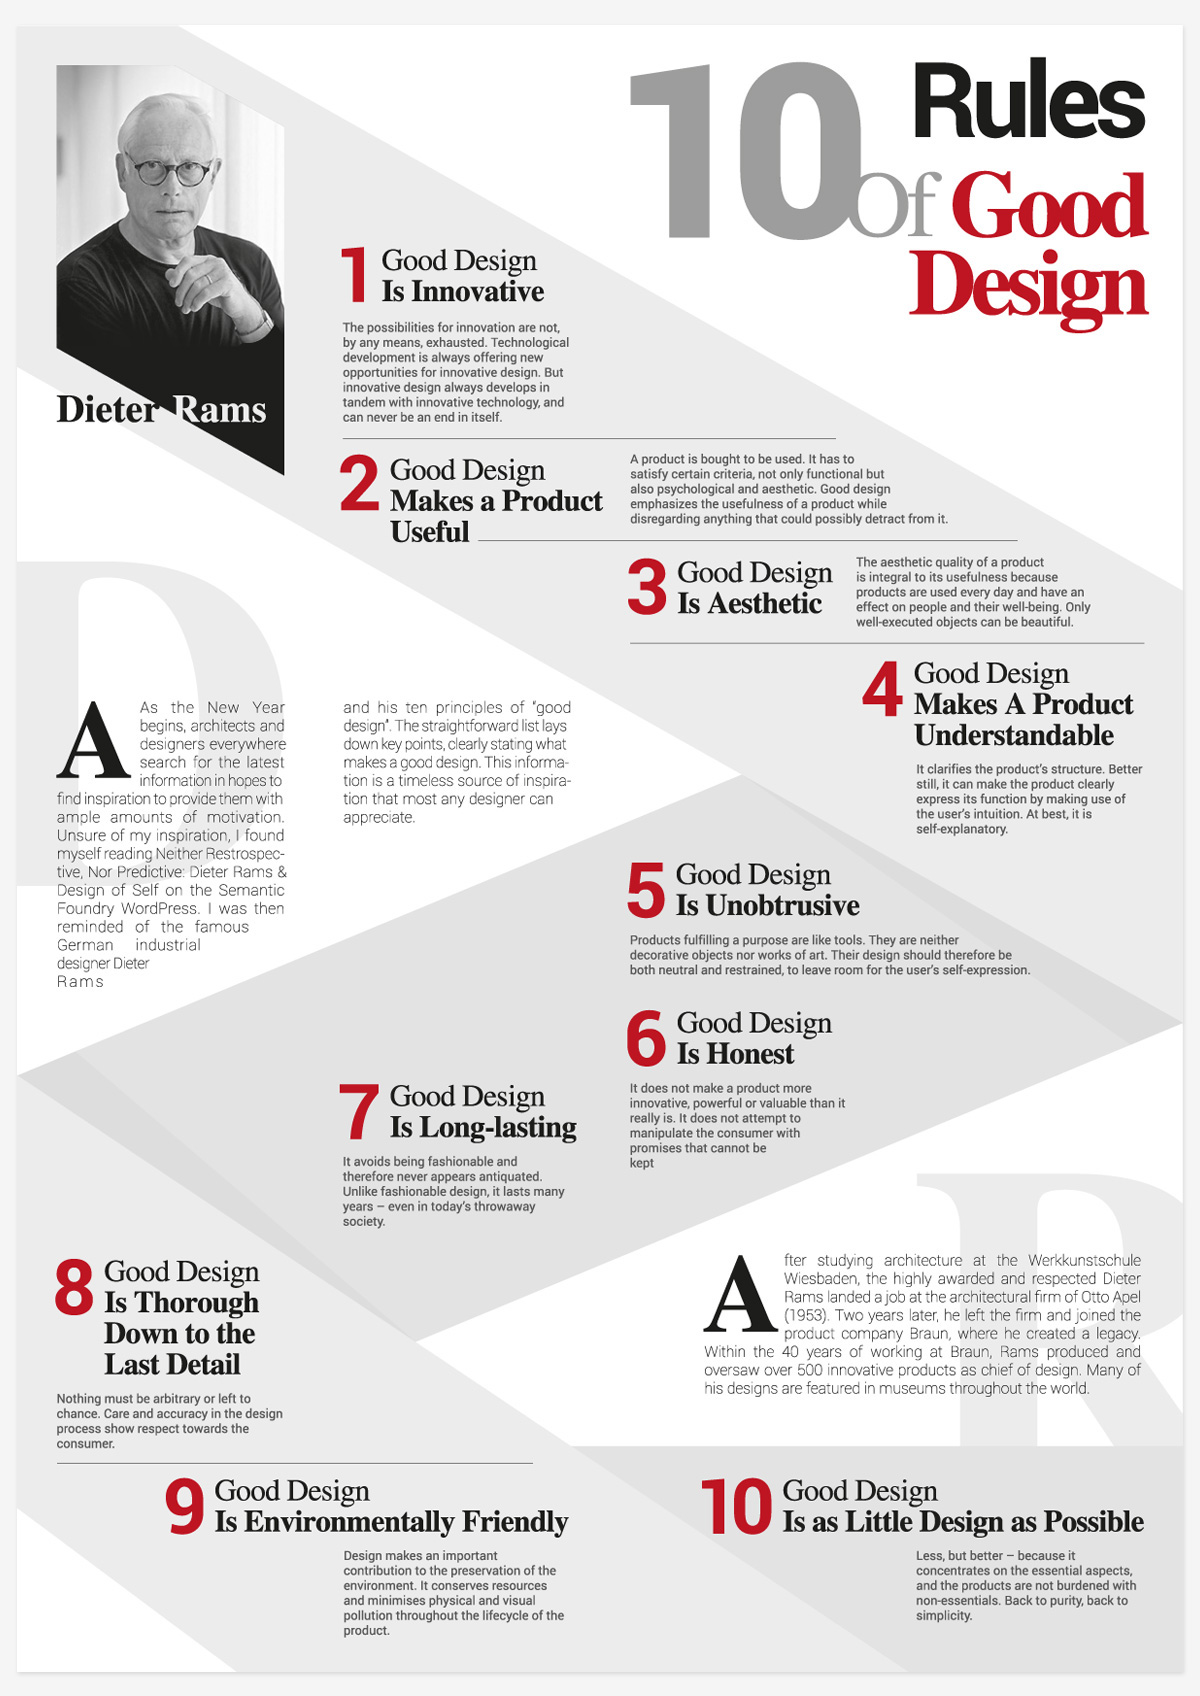 10 Rules
Of Good
Design
Dieter Rams
1 Good Design
Is Innovative
The possibilities for innovation are not,
by any means, exhausted. Technological
development is always offering new
opportunities for innovative design. But
innovative design always develops in
tandem with innovative technology, and
can never be an end in itself.
2 Good Design
Makes a Product
Useful
A product is bought to be used. It has to
satisfy certain criteria, not only functional but
also psychological and aesthetic. Good design
emphasizes the usefulness of a product while
disregarding anything that could possibly detract from it.
3 Good Design
Is Aesthetic
The aesthetic quality of a product
is integral to its usefulness because
products are used every day and have an
effect on people and their well-being. Only
well-executed objects can be beautiful.
4 Good Design
Makes A Product
Understandable
It clarifies the product's structure. Better
still, it can make the product clearly
express its function by making use of
the user's intuition. At best, it is
self-explanatory.
D
A As the New Year
begins, architects and
designers everywhere
search for the latest
information in hopes to
find inspiration to provide them with
ample amounts of motivation.
Unsure of my inspiration, I found
myself reading Neither Restrospec-
tive, Nor Predictive: Dieter Rams &
Design of Self on the Semantic
Foundry WordPress. I was then
reminded of the famous
German industrial
designer Dieter
Rams
and his ten principles of "good
design". The straightforward list lays
down key points, clearly stating what
makes a good design. This informa-
tion is a timeless source of inspira-
tion that most any designer can
appreciate.
5 Good Design
Is Unobtrusive
Products fulfilling a purpose are like tools. They are neither
decorative objects nor works of art. Their design should therefore be
both neutral and restrained, to leave room for the user's self-expression.
6 Good Design
Is Honest
It does not make a product more
innovative, powerful or valuable than it
really is. It does not attempt to
manipulate the consumer with
promises that cannot be
kept
7 Good Design
Is Long-lasting
It avoids being fashionable and
therefore never appears antiquated.
Unlike fashionable design, it lasts many
years – even in today's throwaway
society.
8 Good Design
Is Thorough
Down to the
Last Detail
Nothing must be arbitrary or left to
chance. Care and accuracy in the design
process show respect towards the
consumer.
R
After studying architecture at the Werkkunstschule
Wiesbaden, the highly awarded and respected Dieter
Rams landed a job at the architectural firm of Otto Apel
(1953). Two years later, he left the firm and joined the
product company Braun, where he created a legacy.
Within the 40 years of working at Braun, Rams produced and
oversaw over 500 innovative products as chief of design. Many of
his designs are featured in museums throughout the world.
9 Good Design
Is Environmentally Friendly
Design makes an important
contribution to the preservation of the
environment. It conserves resources
and minimises physical and visual
pollution throughout the lifecycle of the
product.
10 Good Design
Is as Little Design as Possible
Less, but better – because it
concentrates on the essential aspects,
and the products are not burdened with
non-essentials. Back to purity, back to
simplicity.